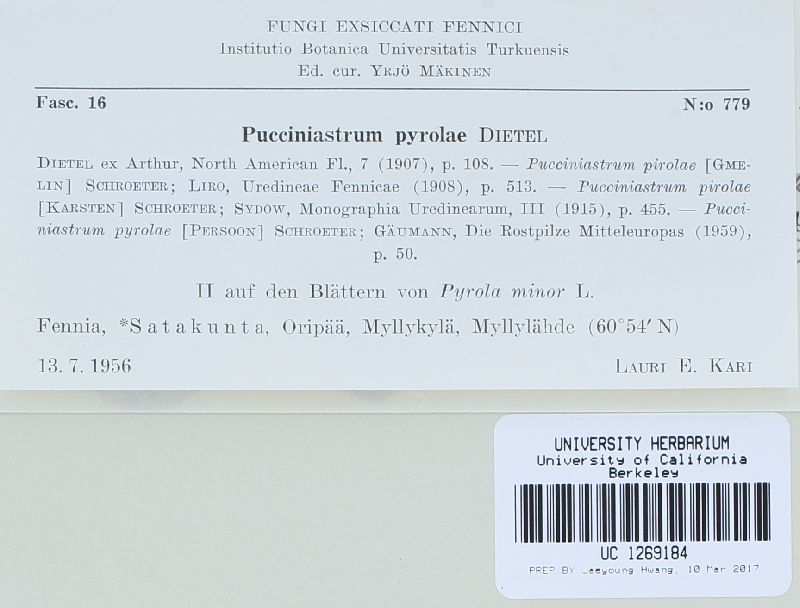 FUNGI EXSICCATI FENNICI
Institutio Botanica Universitatis Turkuensis
Ed. cur. YRJÖ MÄKINEN
Fasc. 16 N:o 779
Pucciniastrum pyrolae DIETEL
DIETEL ex Arthur, North American Fl., 7 (1907), p. 108. — Pucciniastrum pirolae [GME-
LIN] SCHROETER; LIRO, Uredineae Fennicae (1908), p. 513. — Pucciniastrum pirolae
[KARSTEN] SCHROETER; SYDOW, Monographia Uredinearum, III (1915), p. 455. — Pucci-
niastrum pyrolae [PERSOON] SCHROETER; GÄUMANN, Die Rostpilze Mitteleuropas (1959),
p. 50.
II auf den Blättern von Pyrola minor L.
Fennia, *Satakunta, Oripää, Myllykylä, Myllylähde (60°54′ N)
13. 7. 1956 LAURI E. KARI
UNIVERSITY HERBARIUM
University of California
Berkeley
UC 1269184
PREP BY Jaeyoung Hwang, 10 Mar 2017